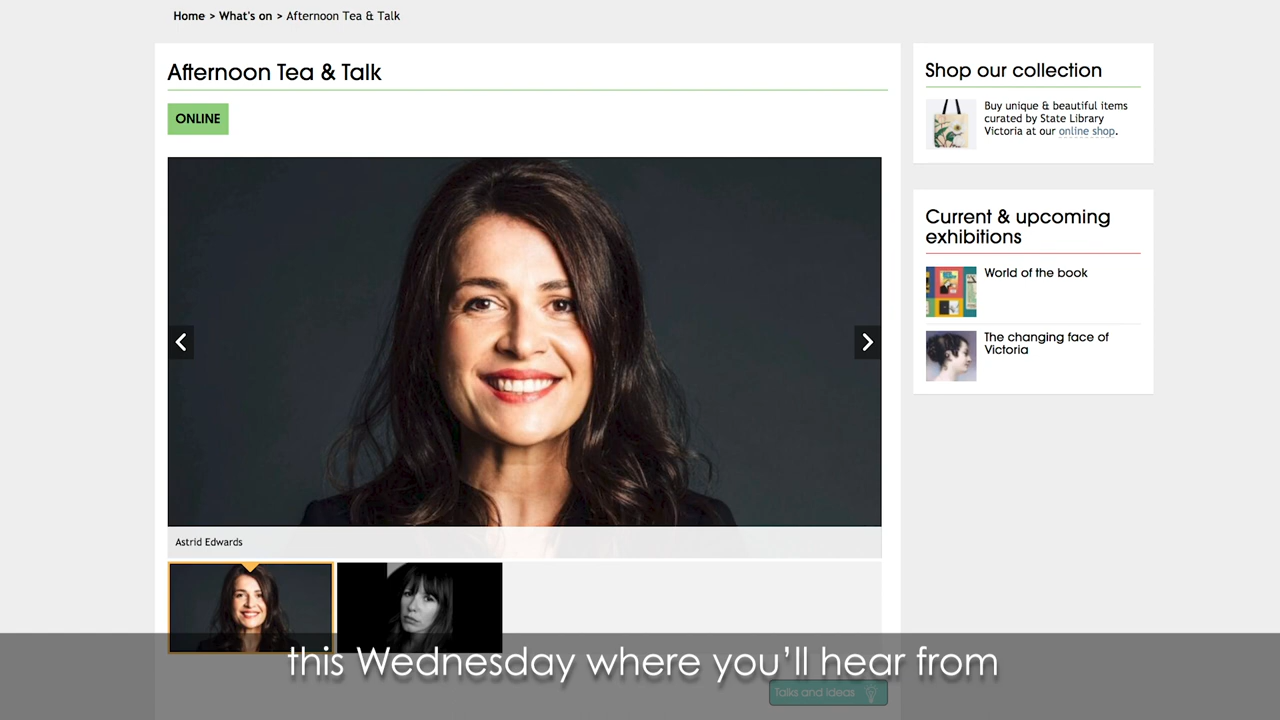 Home > What's on > Afternoon Tea & Talk
Afternoon Tea & Talk
ONLINE
Astrid Edwards
Shop our collection
Buy unique & beautiful items
curated by State Library
Victoria at our online shop.
Current & upcoming
exhibitions
World of the book
The changing face of
Victoria
this Wednesday where you'll hear from
Talks and ideas